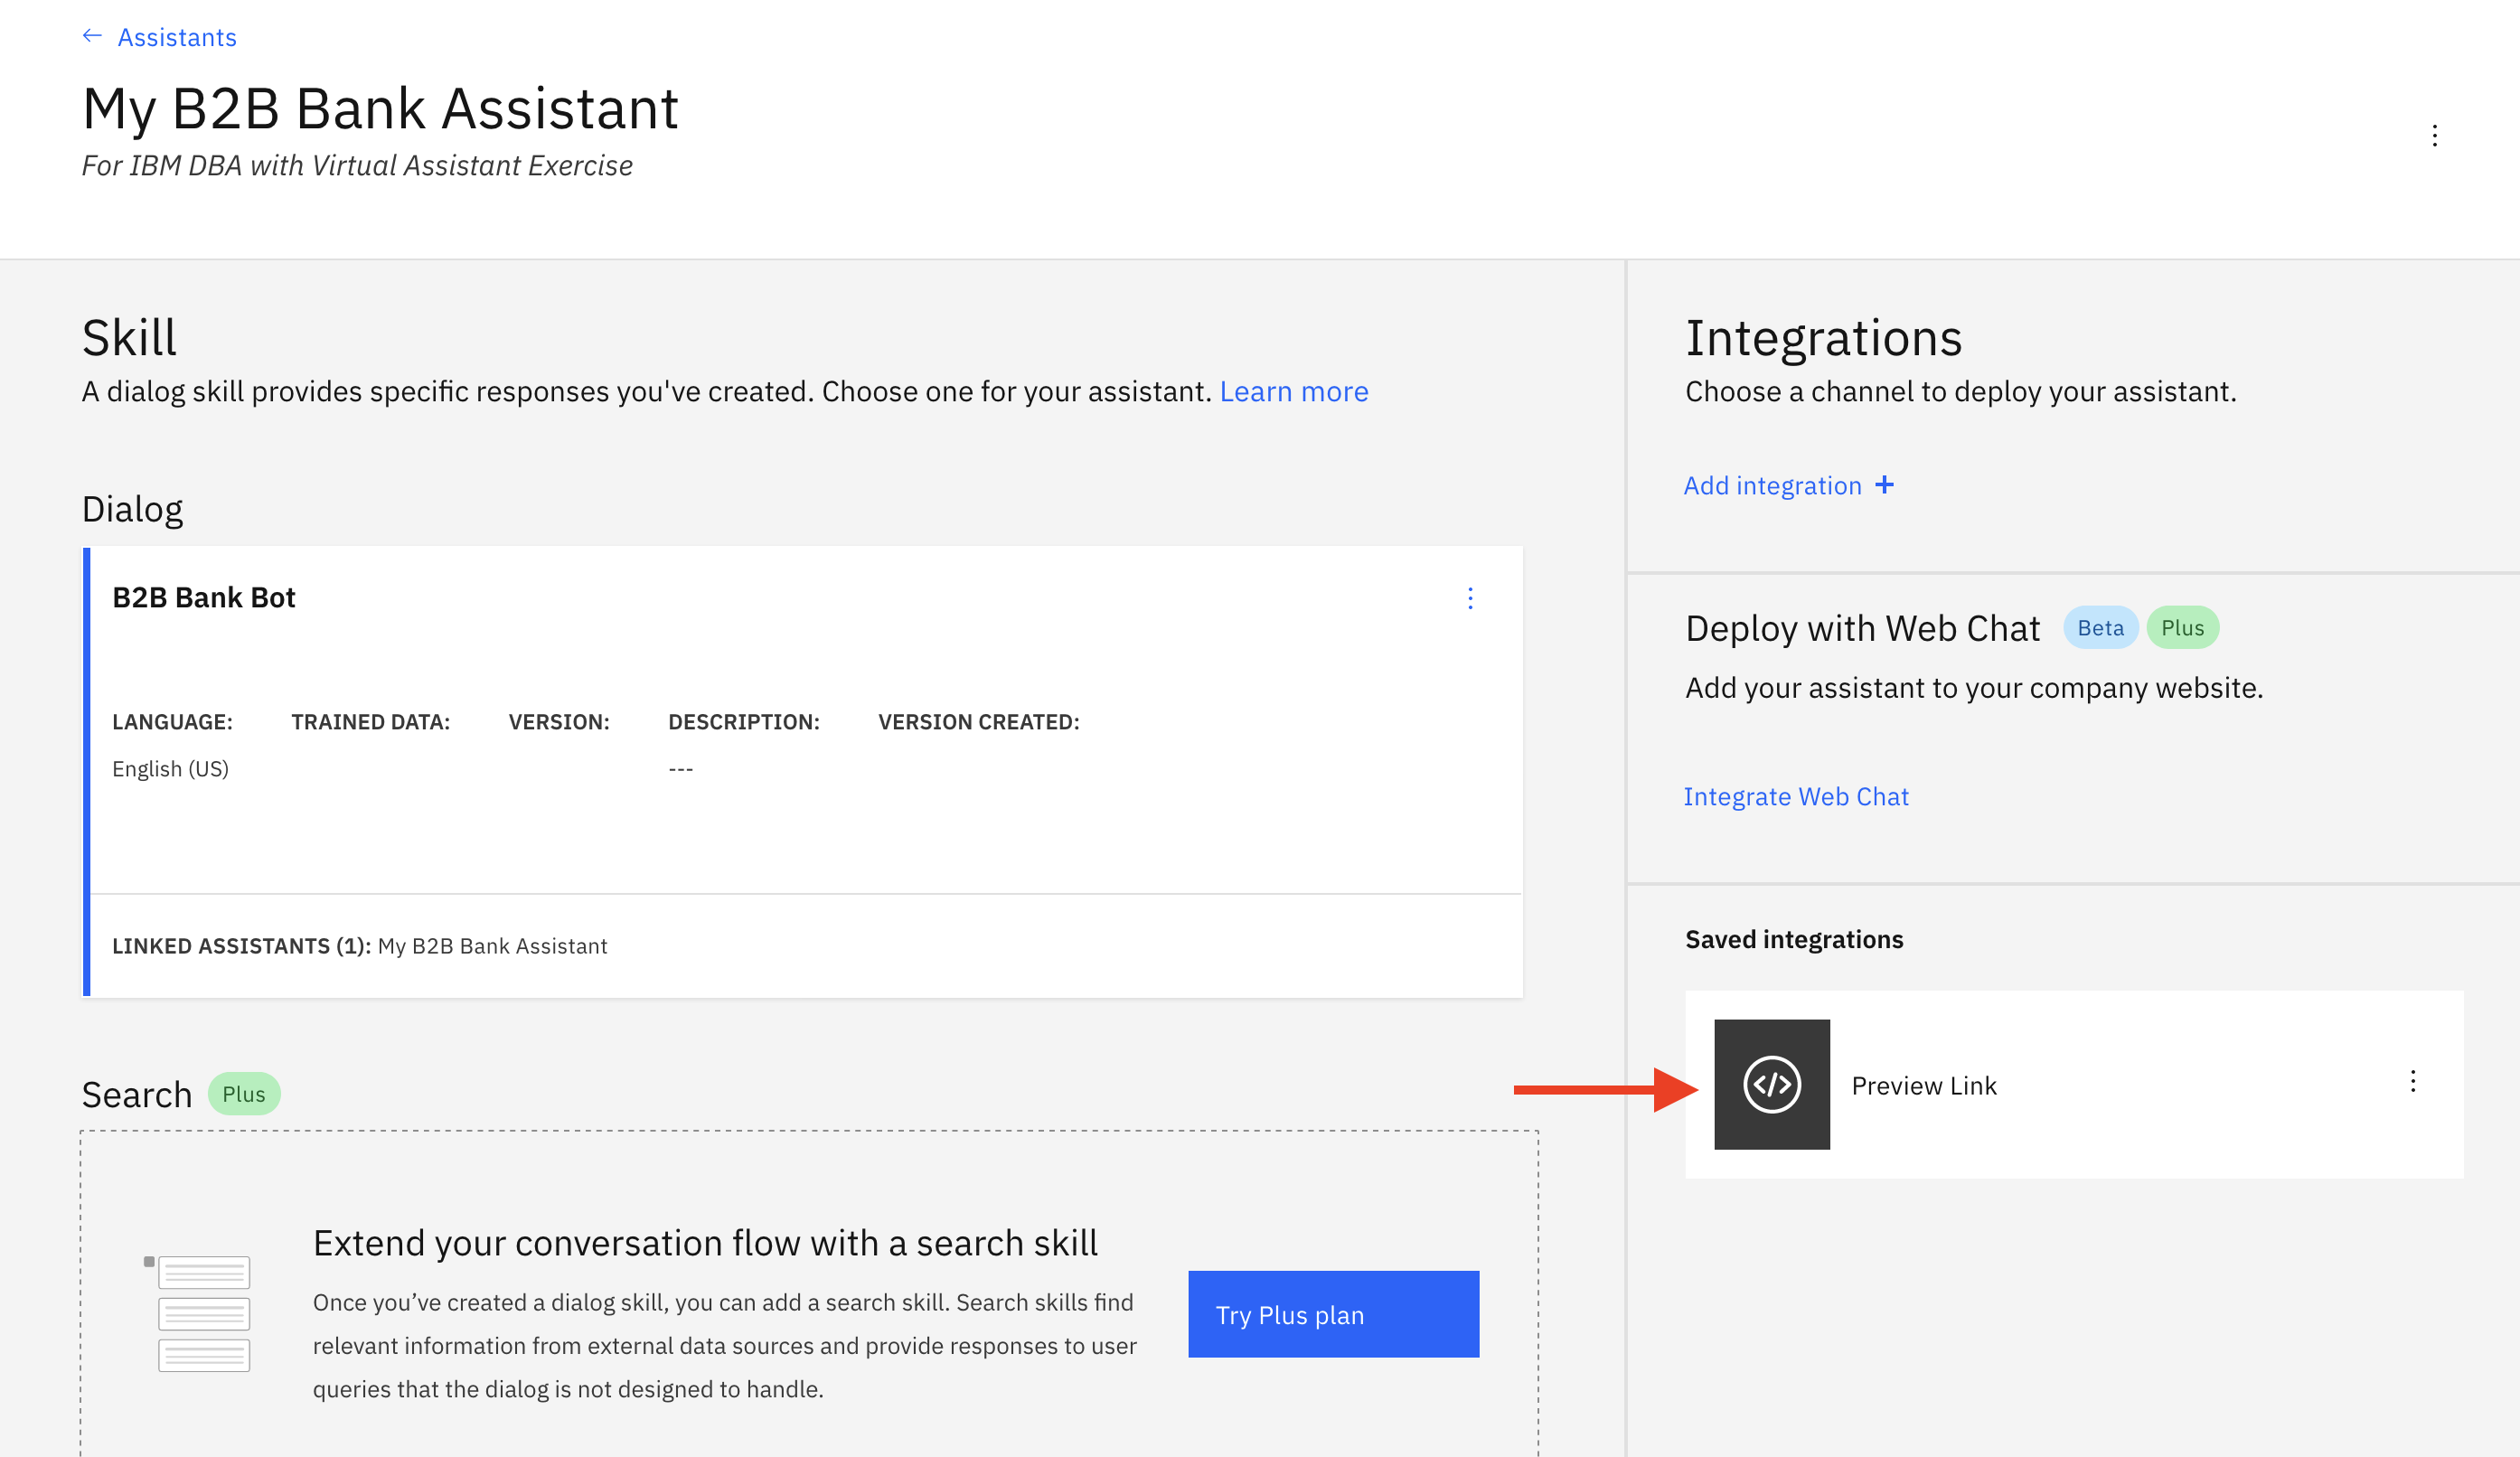 ← Assistants
My B2B Bank Assistant
For IBM DBA with Virtual Assistant Exercise
Skill
A dialog skill provides specific responses you've created. Choose one for your assistant. Learn more
Dialog
B2B Bank Bot
LANGUAGE: TRAINED DATA: VERSION: DESCRIPTION: VERSION CREATED:
English (US) ---
LINKED ASSISTANTS (1): My B2B Bank Assistant
Search Plus
Extend your conversation flow with a search skill
Once you’ve created a dialog skill, you can add a search skill. Search skills find
relevant information from external data sources and provide responses to user
queries that the dialog is not designed to handle.
Try Plus plan
Integrations
Choose a channel to deploy your assistant.
Add integration +
Deploy with Web Chat Beta Plus
Add your assistant to your company website.
Integrate Web Chat
Saved integrations
</> Preview Link